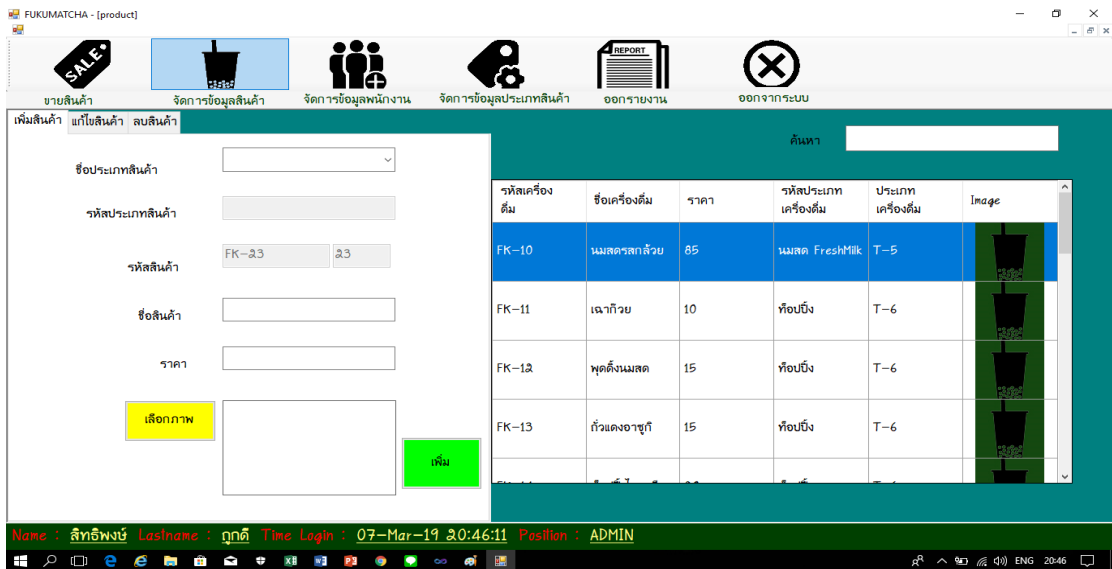 FUKUMATCHA - [product]
SALE
REPORT
ขายสินค้า จัดการข้อมูลสินค้า จัดการข้อมูลพนักงาน จัดการข้อมูลประเภทสินค้า ออกรายงาน ออกจากระบบ
เพิ่มสินค้า แก้ไขสินค้า ลบสินค้า
ค้นหา
ชื่อประเภทสินค้า
รหัสประเภทสินค้า
รหัสสินค้า FK-23 23
ชื่อสินค้า
ราคา
เลือกภาพ
เพิ่ม
รหัสเครื่องดื่ม ชื่อเครื่องดื่ม ราคา รหัสประเภทเครื่องดื่ม ประเภทเครื่องดื่ม Image
FK-10 นมสดรสกล้วย 85 นมสด FreshMilk T-5
FK-11 เฉาก๊วย 10 ท็อปปิ้ง T-6
FK-12 พุดดิ้งนมสด 15 ท็อปปิ้ง T-6
FK-13 ถั่วแดงอาซูกิ 15 ท็อปปิ้ง T-6
Name : สิทธิพงษ์ Lastname : ถูกดี Time Login : 07-Mar-19 20:46:11 Position : ADMIN
ENG 20:46